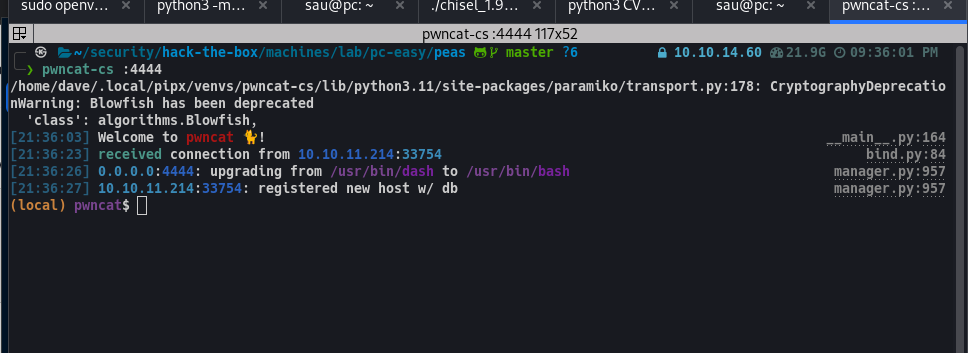 sudo openv... × python3 -m... × sau@pc: ~ × ./chisel_1.9... × python3 CV... × sau@pc: ~ × pwncat-cs :... ×
pwncat-cs :4444 117x52
~/security/hack-the-box/machines/lab/pc-easy/peas master ?6 10.10.14.60 21.9G 09:36:01 PM
❯ pwncat-cs :4444
/home/dave/.local/pipx/venvs/pwncat-cs/lib/python3.11/site-packages/paramiko/transport.py:178: CryptographyDeprecatio
nWarning: Blowfish has been deprecated
'class': algorithms.Blowfish,
[21:36:03] Welcome to pwncat 🐈! __main__.py:164
[21:36:23] received connection from 10.10.11.214:33754 bind.py:84
[21:36:26] 0.0.0.0:4444: upgrading from /usr/bin/dash to /usr/bin/bash manager.py:957
[21:36:27] 10.10.11.214:33754: registered new host w/ db manager.py:957
(local) pwncat$